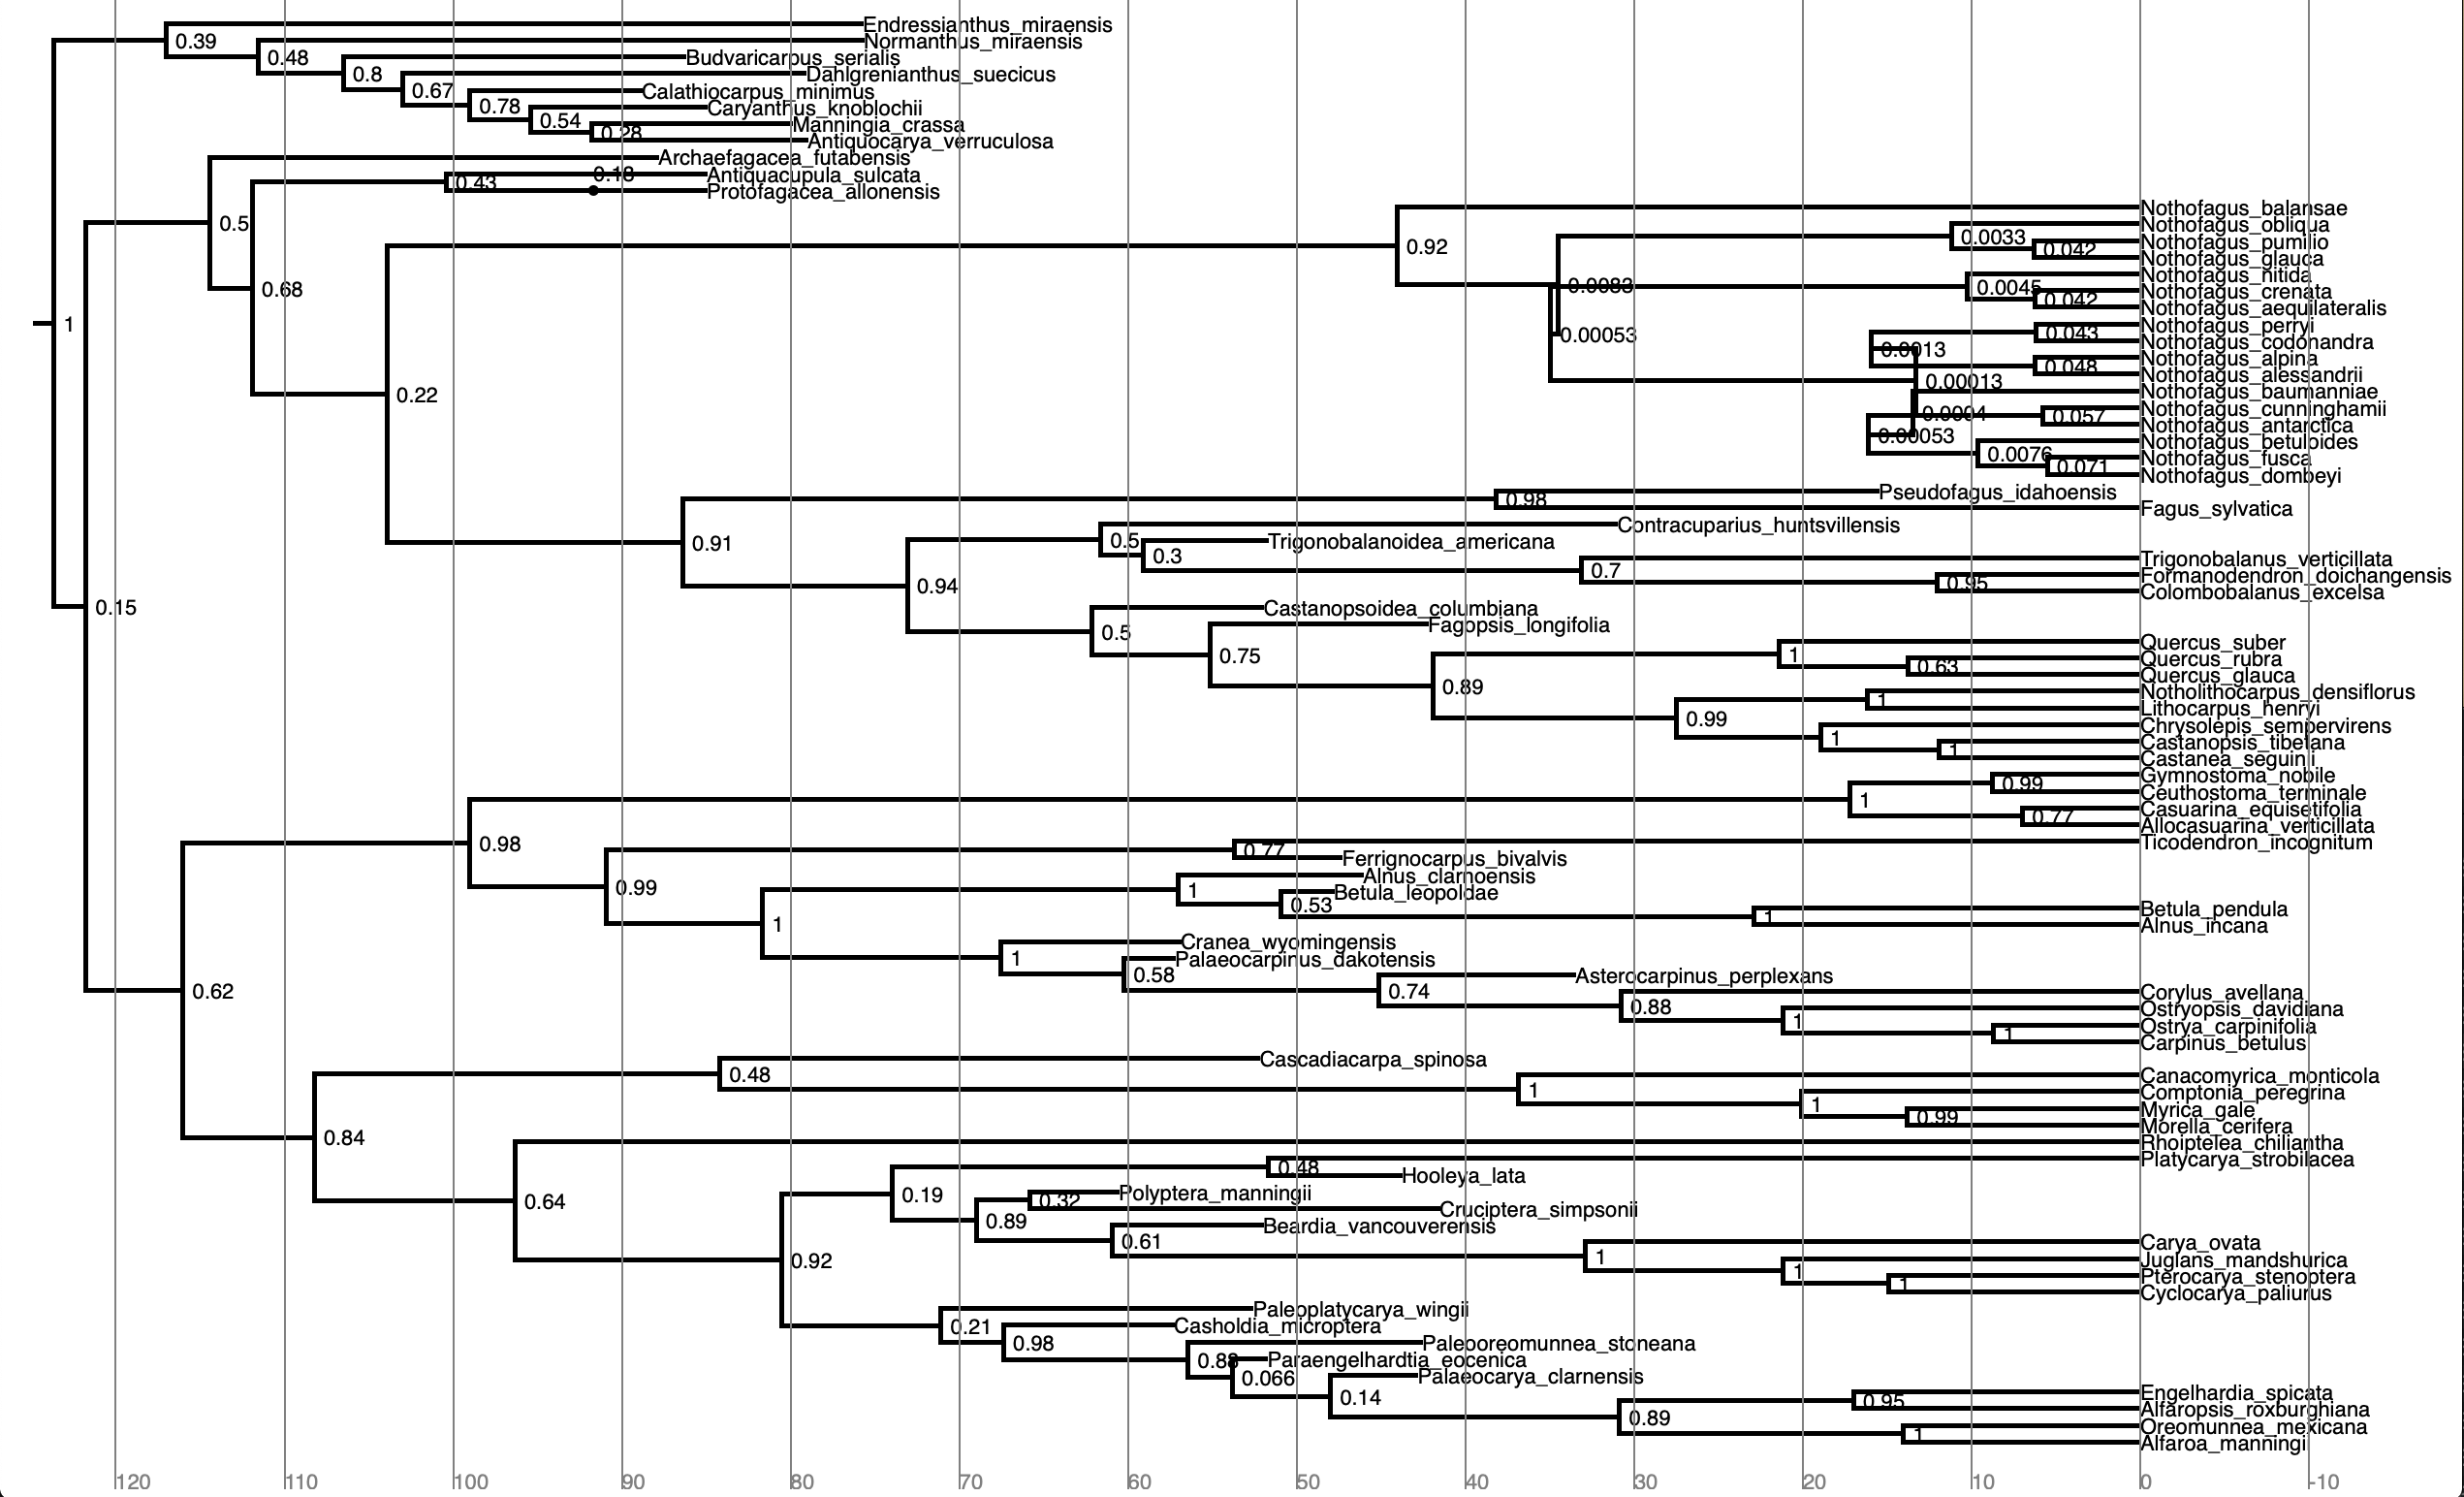 Endressianthus_miraensis
0.39
Normanthus_miraensis
0.48
Budvaricarpus_serialis
0.8
Dahlgrenianthus_suecicus
0.67
Calathiocarpus_minimus
0.78
Caryanthus_knoblochii
0.54
Manningia_crassa
0.28
Antiquocarya_verruculosa
Archaefagacea_futabensis
0.18
Antiquacupula_sulcata
0.43
Protofagacea_allonensis
Nothofagus_balansae
0.5
Nothofagus_obliqua
0.0033
Nothofagus_pumilio
0.92
0.042
Nothofagus_glauca
Nothofagus_nitida
0.0083
0.0045
0.68
Nothofagus_crenata
0.042
Nothofagus_aequilateralis
1
Nothofagus_perryi
0.043
0.00053
Nothofagus_codonandra
0.0013
Nothofagus_alpina
0.048
Nothofagus_alessandrii
0.00013
Nothofagus_baumanniae
0.22
Nothofagus_cunninghamii
0.0004
0.057
Nothofagus_antarctica
0.00053
Nothofagus_betuloides
0.0076
Nothofagus_fusca
0.071
Nothofagus_dombeyi
Pseudofagus_idahoensis
0.98
Fagus_sylvatica
Contracuparius_huntsvillensis
0.5
Trigonobalanoidea_americana
0.91
0.3
Trigonobalanus_verticillata
0.7
Formanodendron_doichangensis
0.95
0.94
Colombobalanus_excelsa
0.15
Castanopsoidea_columbiana
Fagopsis_longifolia
0.5
Quercus_suber
0.75
1
Quercus_rubra
0.63
Quercus_glauca
0.89
Notholithocarpus_densiflorus
1
Lithocarpus_henryi
0.99
Chrysolepis_sempervirens
1
Castanopsis_tibetana
1
Castanea_seguinii
Gymnostoma_nobile
0.99
Ceuthostoma_terminale
1
Casuarina_equisetifolia
0.77
Allocasuarina_verticillata
0.98
Ticodendron_incognitum
0.77
Ferrignocarpus_bivalvis
Alnus_clarnoensis
0.99
1
Betula_leopoldae
0.53
Betula_pendula
1
1
Alnus_incana
Cranea_wyomingensis
1
Palaeocarpinus_dakotensis
0.58
Asterocarpinus_perplexans
0.62
0.74
Corylus_avellana
0.88
Ostryopsis_davidiana
1
Ostrya_carpinifolia
1
Carpinus_betulus
Cascadiacarpa_spinosa
0.48
Canacomyrica_monticola
1
Comptonia_peregrina
1
Myrica_gale
0.99
Morella_cerifera
0.84
Rhoiptelea_chiliantha
Platycarya_strobilacea
0.48
Hooleya_lata
0.19
Polyptera_manningii
0.32
0.64
Cruciptera_simpsonii
0.89
Beardia_vancouverensis
0.61
Carya_ovata
1
0.92
Juglans_mandshurica
1
Pterocarya_stenoptera
1
Cyclocarya_paliurus
Paleoplatycarya_wingii
0.21
Casholdia_microptera
0.98
Paleooreomunnea_stoneana
0.88
Paraengelhardtia_eocenica
0.066
Palaeocarya_clarnensis
0.14
Engelhardia_spicata
0.95
Alfaropsis_roxburghiana
0.89
Oreomunnea_mexicana
1
Alfaroa_manningi
120 110 100 90 80 70 60 50 40 30 20 10 0 -10